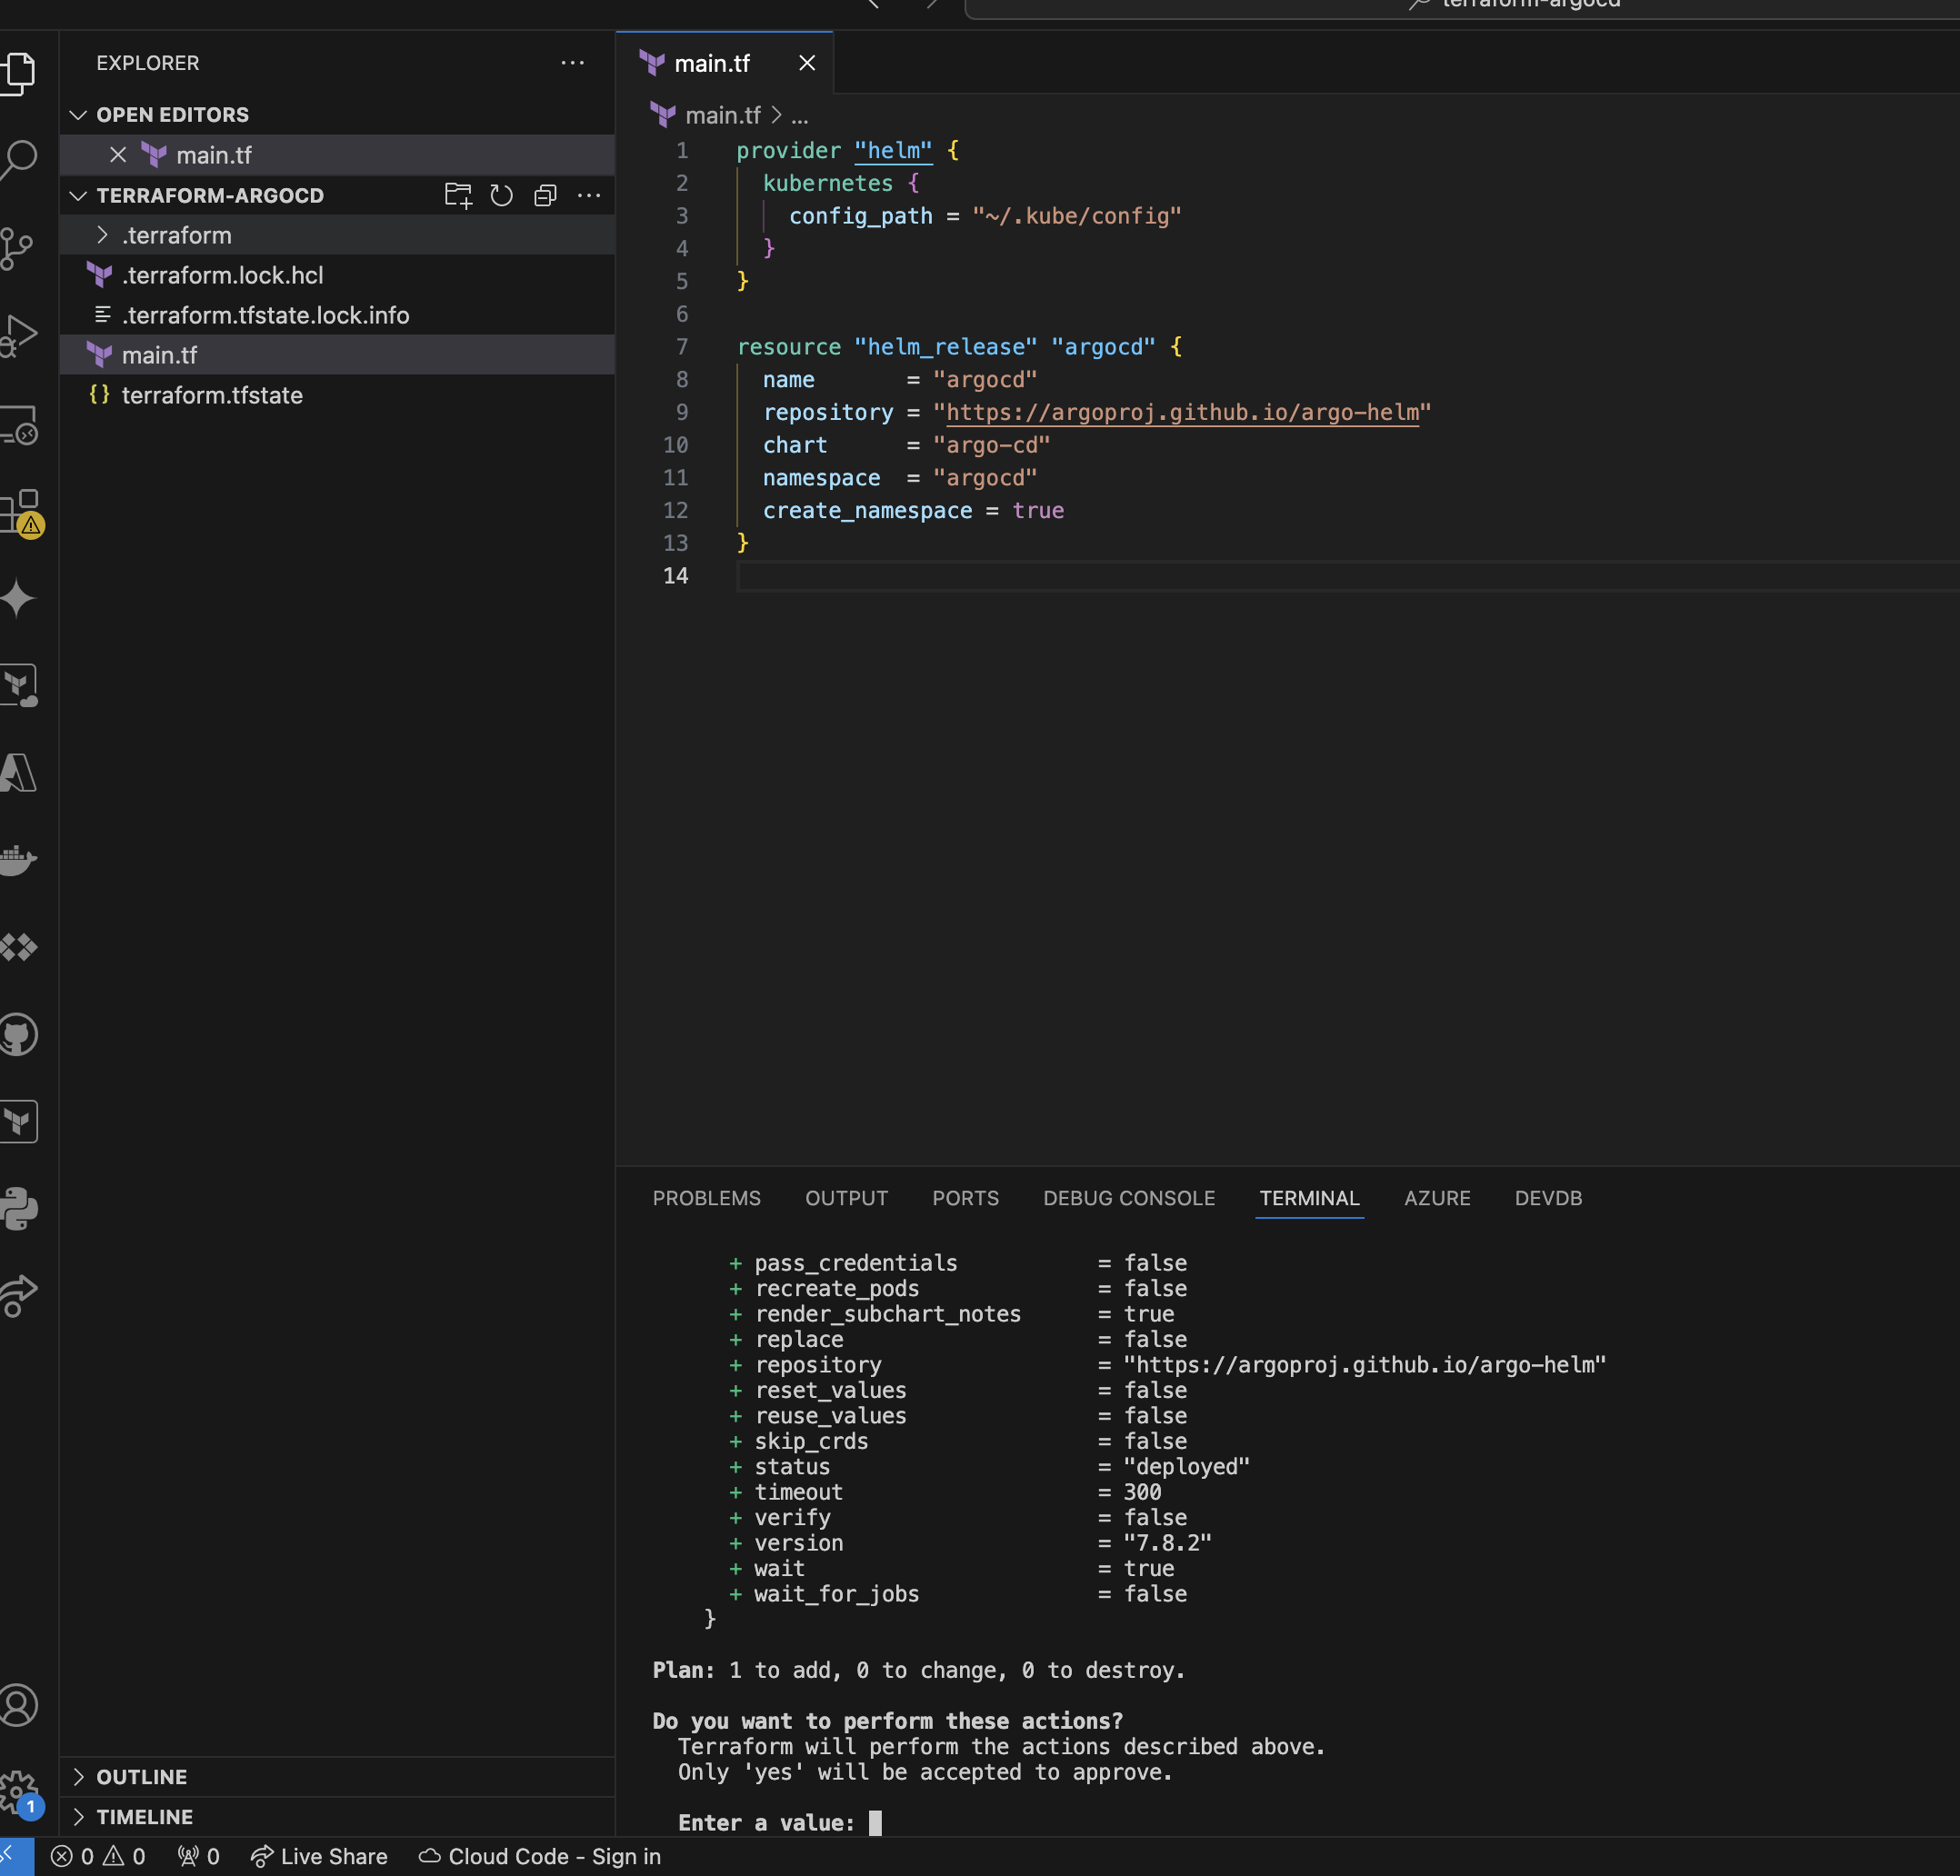 terraform-argocd
EXPLORER
OPEN EDITORS
main.tf
TERRAFORM-ARGOCD
.terraform
.terraform.lock.hcl
.terraform.tfstate.lock.info
main.tf
terraform.tfstate
OUTLINE
TIMELINE
main.tf
main.tf > ...
1 provider "helm" {
2   kubernetes {
3     config_path = "~/.kube/config"
4   }
5 }
6
7 resource "helm_release" "argocd" {
8   name       = "argocd"
9   repository = "https://argoproj.github.io/argo-helm"
10   chart      = "argo-cd"
11   namespace  = "argocd"
12   create_namespace = true
13 }
14
PROBLEMS OUTPUT PORTS DEBUG CONSOLE TERMINAL AZURE DEVDB
+ pass_credentials           = false
+ recreate_pods              = false
+ render_subchart_notes      = true
+ replace                    = false
+ repository                 = "https://argoproj.github.io/argo-helm"
+ reset_values               = false
+ reuse_values               = false
+ skip_crds                  = false
+ status                     = "deployed"
+ timeout                    = 300
+ verify                     = false
+ version                    = "7.8.2"
+ wait                       = true
+ wait_for_jobs              = false
}
Plan: 1 to add, 0 to change, 0 to destroy.
Do you want to perform these actions?
Terraform will perform the actions described above.
Only 'yes' will be accepted to approve.
Enter a value:
1
0 0 0 Live Share Cloud Code - Sign in